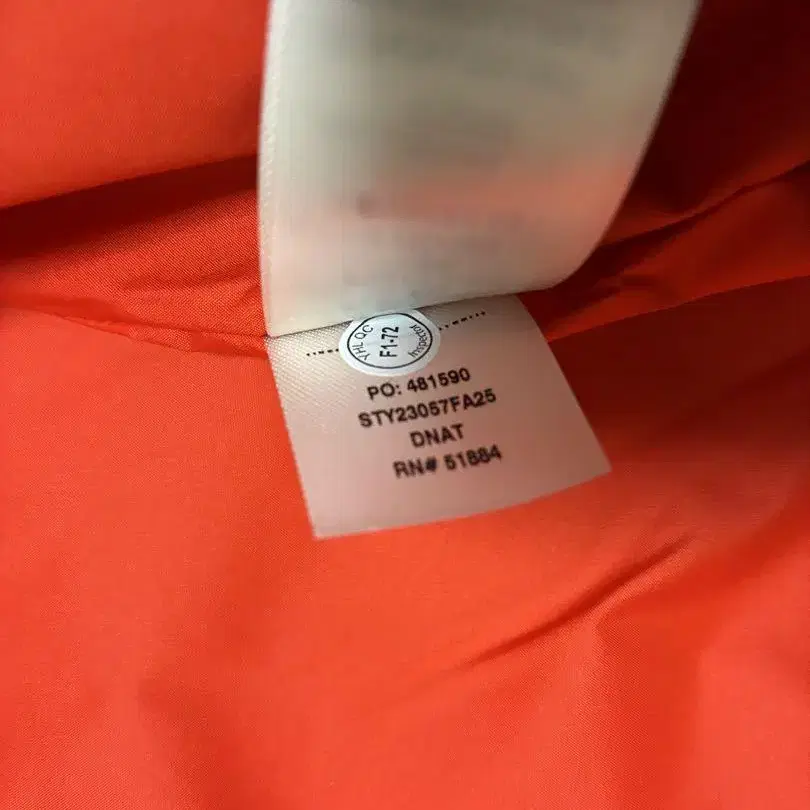 YHL QC
F1-72
Inspector
PO: 481590
STY23057FA25
DNAT
RN# 51884